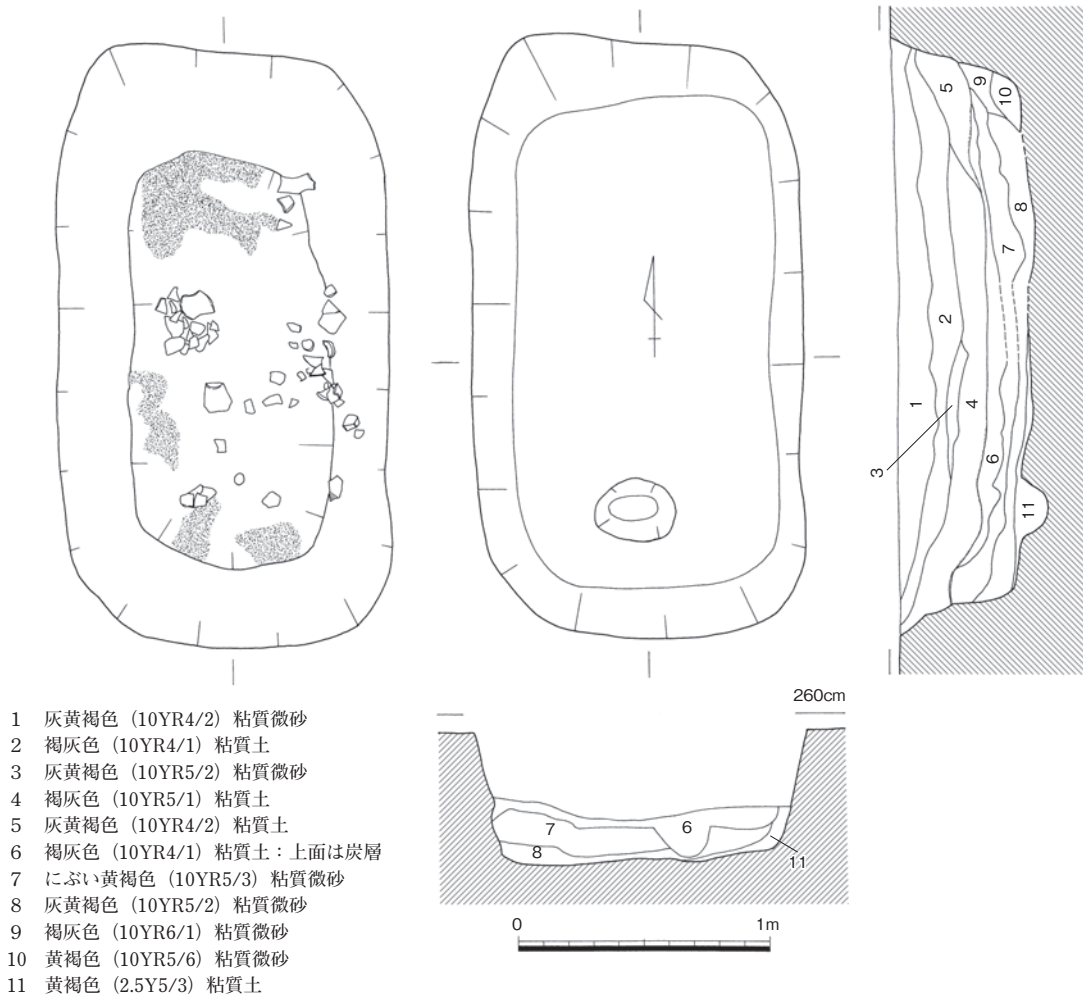 5
9
10
8
7
2
1
4
3
6
11
260cm
7
6
8
11
0 1m
1 灰黄褐色（10YR4/2）粘質微砂
2 褐灰色（10YR4/1）粘質土
3 灰黄褐色（10YR5/2）粘質微砂
4 褐灰色（10YR5/1）粘質土
5 灰黄褐色（10YR4/2）粘質土
6 褐灰色（10YR4/1）粘質土：上面は炭層
7 にぶい黄褐色（10YR5/3）粘質微砂
8 灰黄褐色（10YR5/2）粘質微砂
9 褐灰色（10YR6/1）粘質微砂
10 黄褐色（10YR5/6）粘質微砂
11 黄褐色（2.5Y5/3）粘質土